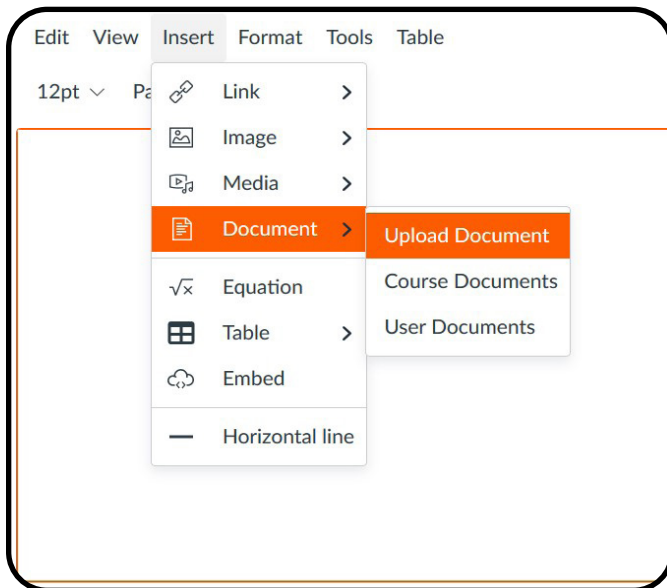 Edit View Insert Format Tools Table
12pt Pa
Link
Image
Media
Document
Upload Document
Course Documents
User Documents
Equation
Table
Embed
Horizontal line